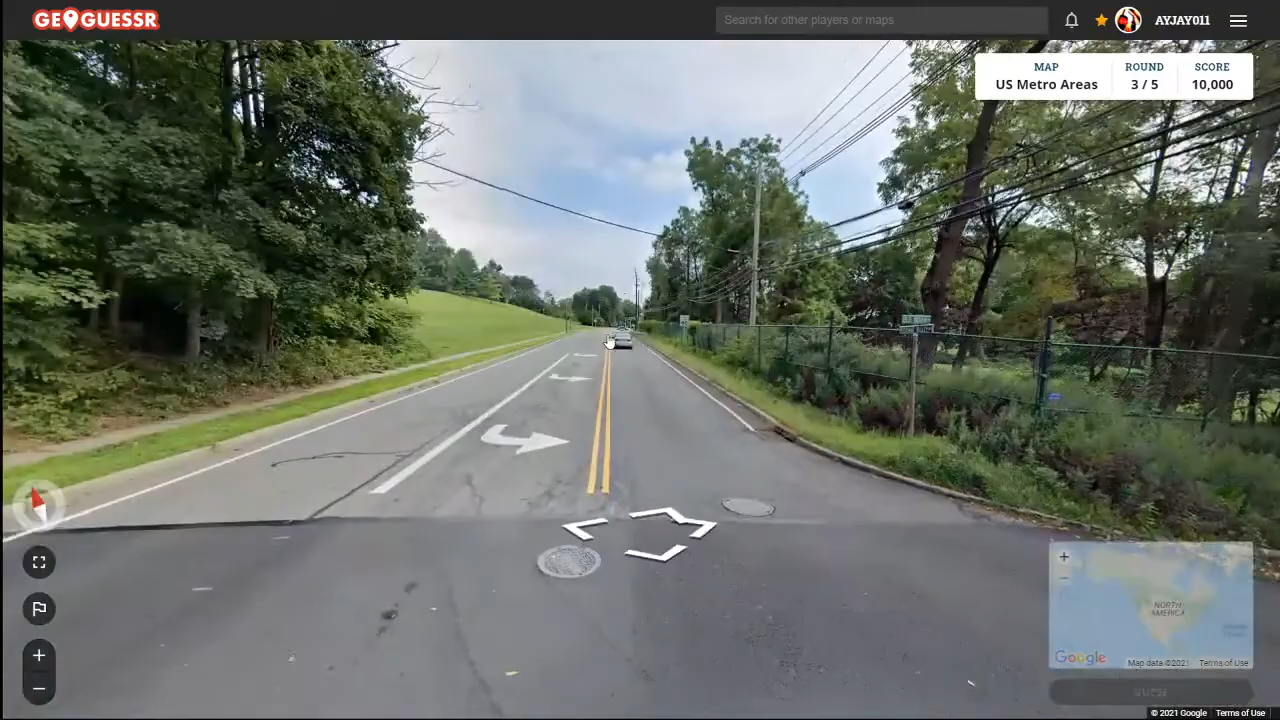 GEOGUESSR
Search for other players or maps
AYJAY011
MAP
US Metro Areas
ROUND
3 / 5
SCORE
10,000
+
−
NORTH
AMERICA
Google
Map data ©2021
Terms of Use
+
−
© 2021 Google
Terms of Use